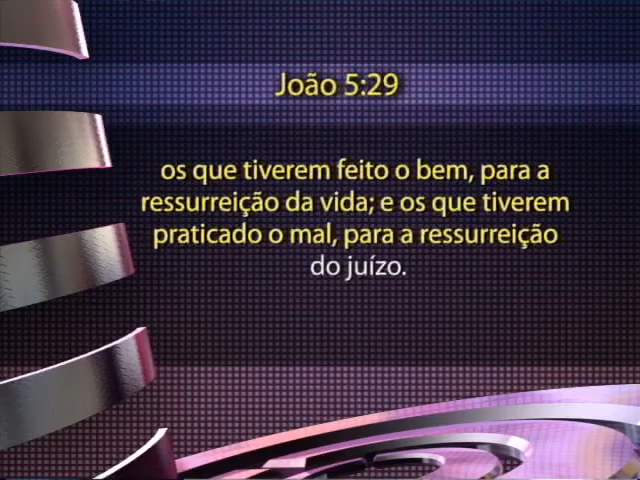 João 5:29
os que tiverem feito o bem, para a
ressurreição da vida; e os que tiverem
praticado o mal, para a ressurreição
do juízo.